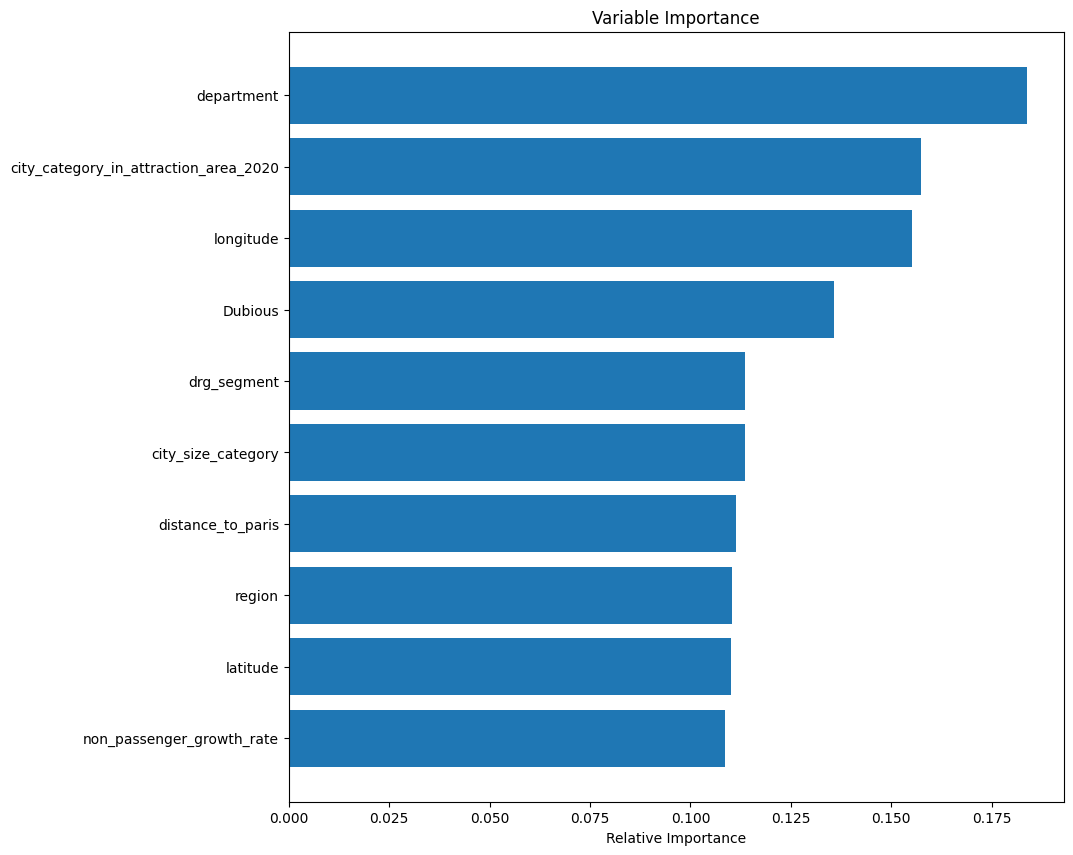 Variable Importance
department
city_category_in_attraction_area_2020
longitude
Dubious
drg_segment
city_size_category
distance_to_paris
region
latitude
non_passenger_growth_rate
0.000 0.025 0.050 0.075 0.100 0.125 0.150 0.175
Relative Importance